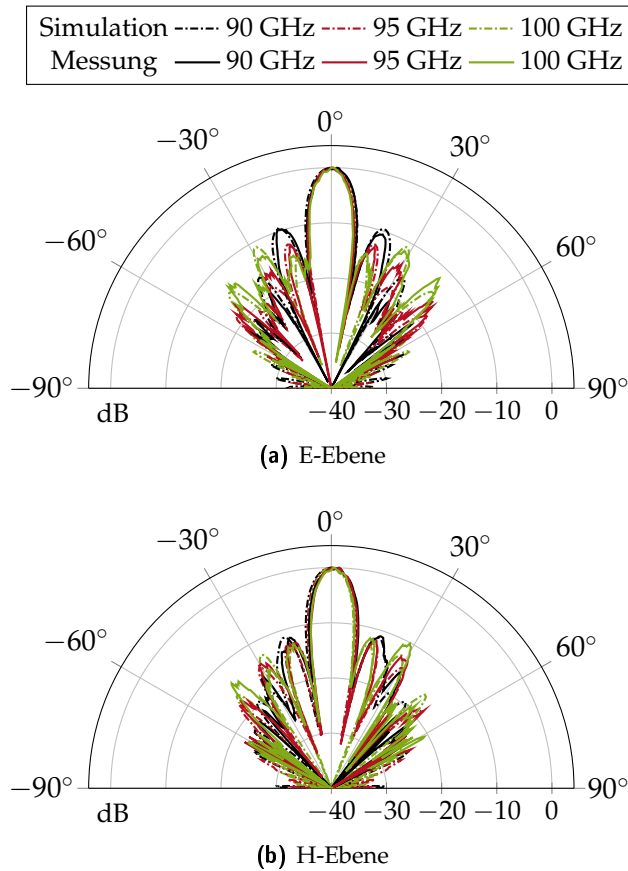 Simulation 90 GHz 95 GHz 100 GHz
Messung 90 GHz 95 GHz 100 GHz
0°
−30° 30°
−60° 60°
−90° 90°
dB −40 −30 −20 −10 0
(a) E-Ebene
0°
−30° 30°
−60° 60°
−90° 90°
dB −40 −30 −20 −10 0
(b) H-Ebene